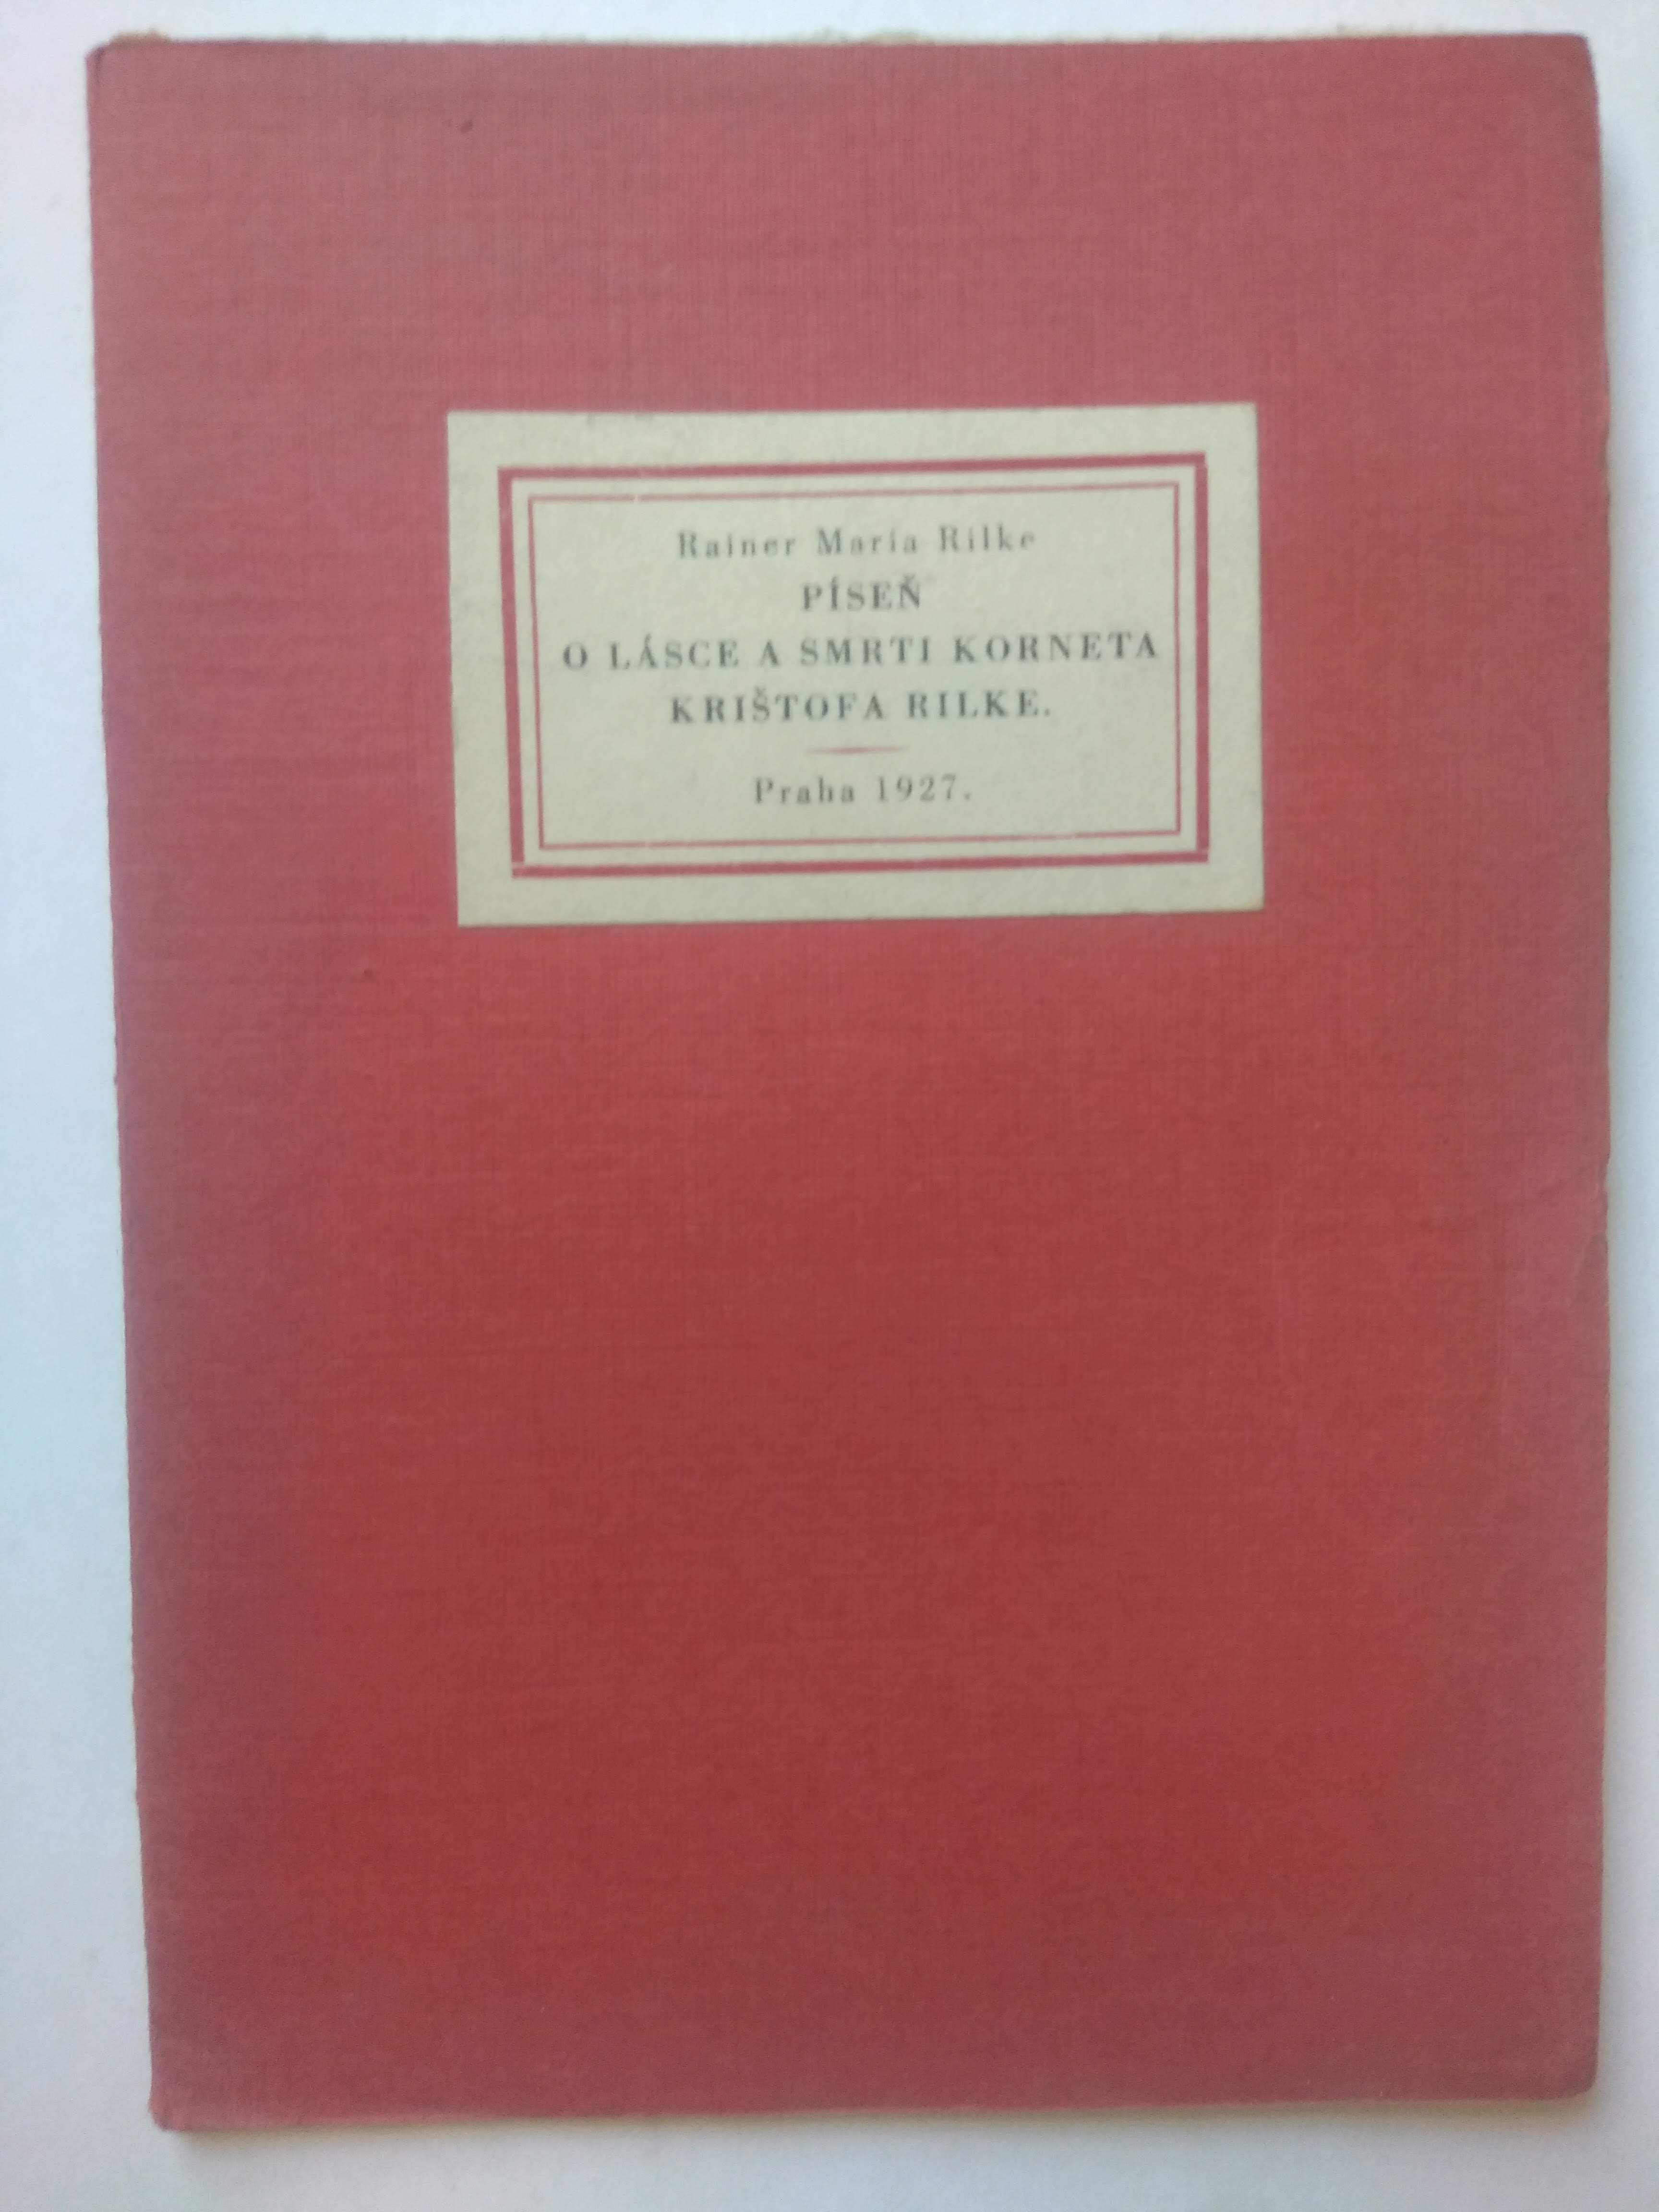 Rainer Maria Rilke
PÍSEŇ
O LÁSCE A SMRTI KORNETA
KRIŠTOFA RILKE.
Praha 1927.